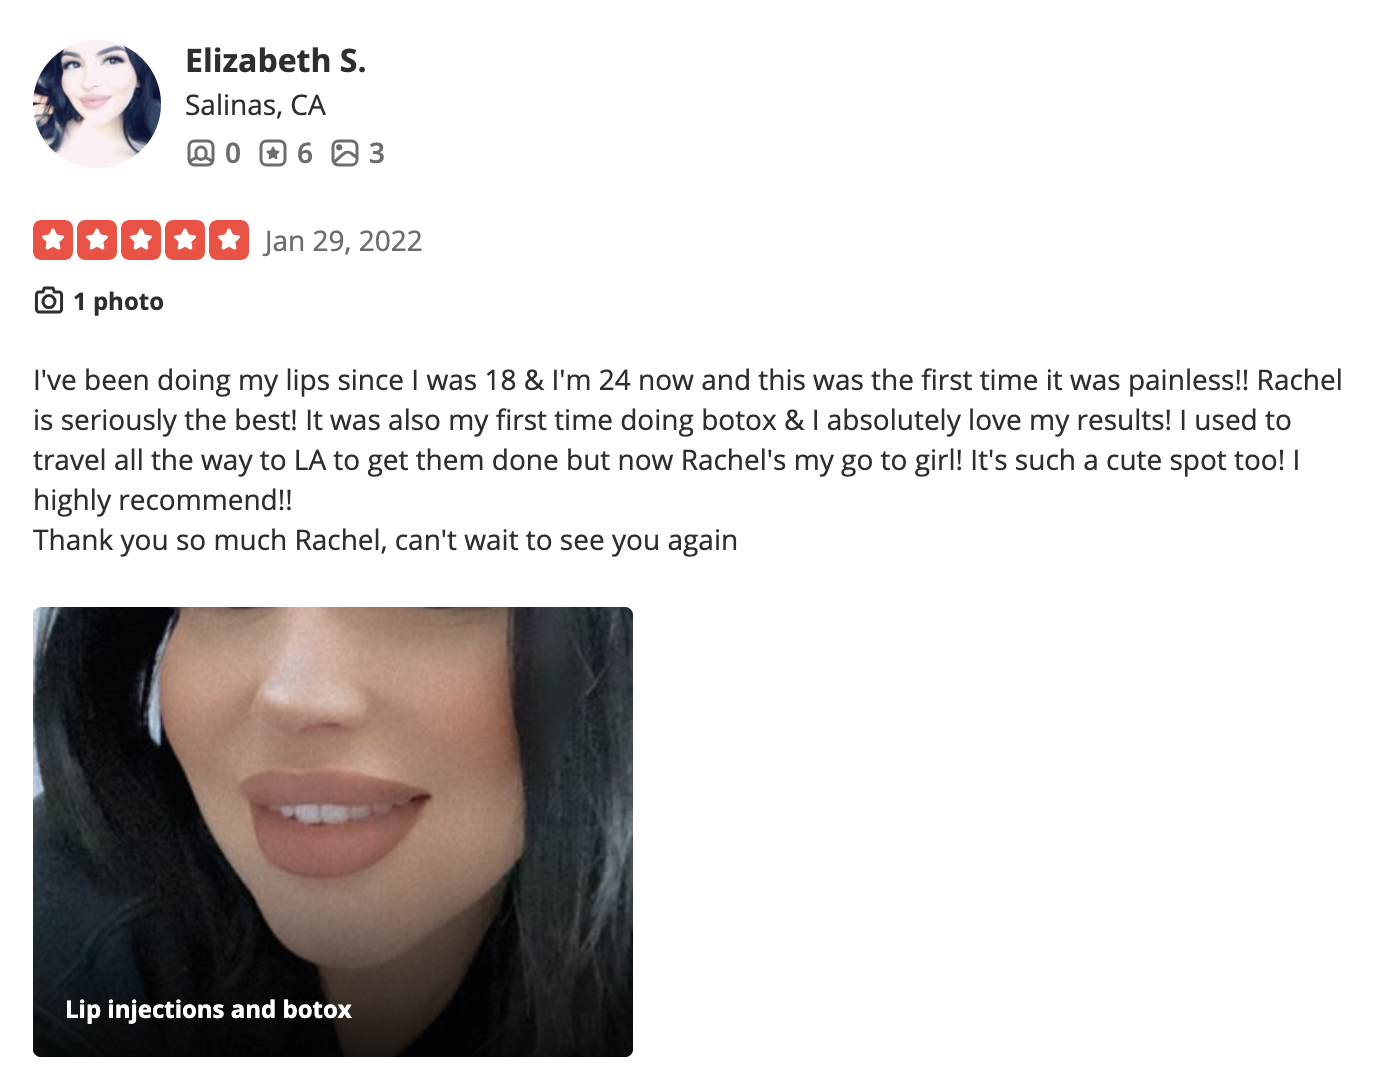 Elizabeth S.
Salinas, CA
0 6 3
Jan 29, 2022
1 photo
I've been doing my lips since I was 18 & I'm 24 now and this was the first time it was painless!! Rachel
is seriously the best! It was also my first time doing botox & I absolutely love my results! I used to
travel all the way to LA to get them done but now Rachel's my go to girl! It's such a cute spot too! I
highly recommend!!
Thank you so much Rachel, can't wait to see you again
Lip injections and botox